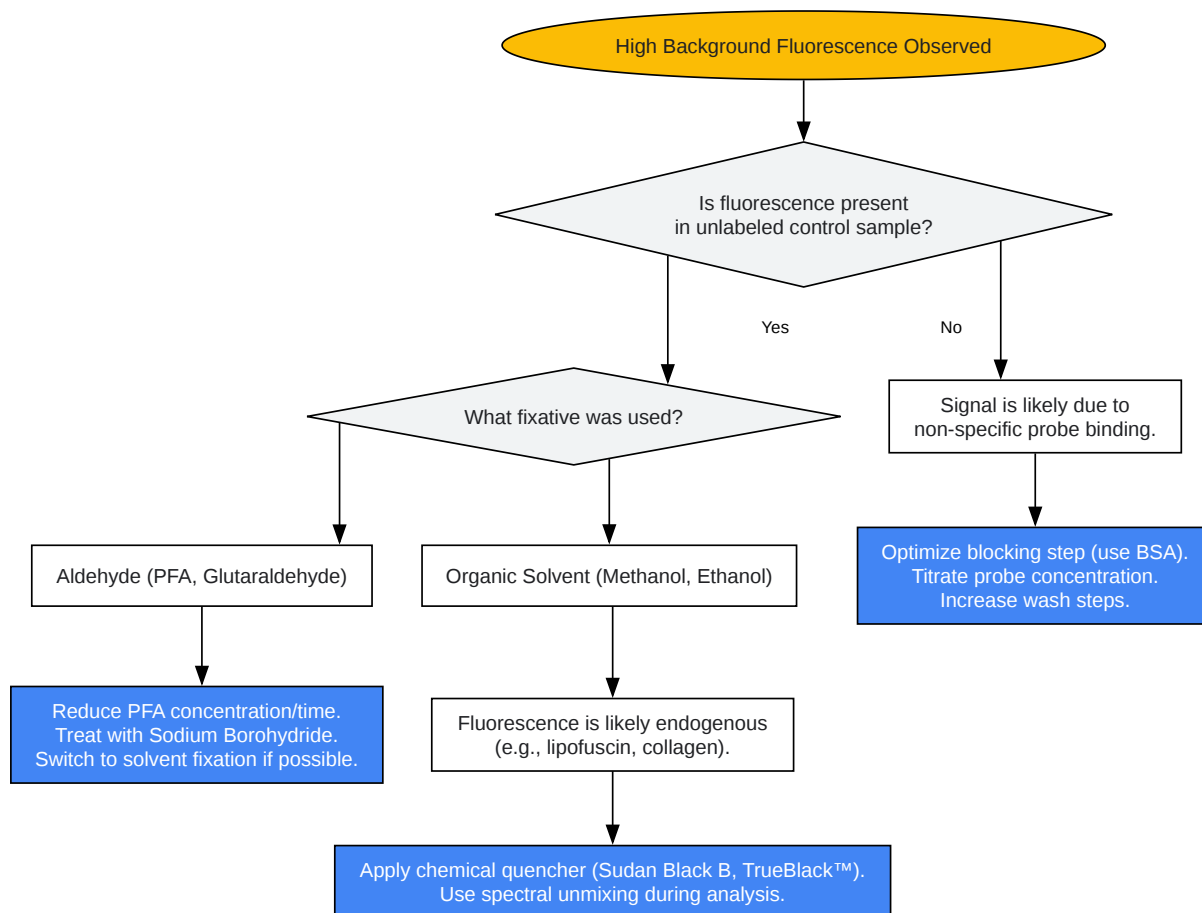 High Background Fluorescence Observed
Is fluorescence present
in unlabeled control sample?
Yes
No
What fixative was used?
Signal is likely due to
non-specific probe binding.
Aldehyde (PFA, Glutaraldehyde)
Organic Solvent (Methanol, Ethanol)
Optimize blocking step (use BSA).
Titrate probe concentration.
Increase wash steps.
Reduce PFA concentration/time.
Treat with Sodium Borohydride.
Switch to solvent fixation if possible.
Fluorescence is likely endogenous
(e.g., lipofuscin, collagen).
Apply chemical quencher (Sudan Black B, TrueBlack™).
Use spectral unmixing during analysis.